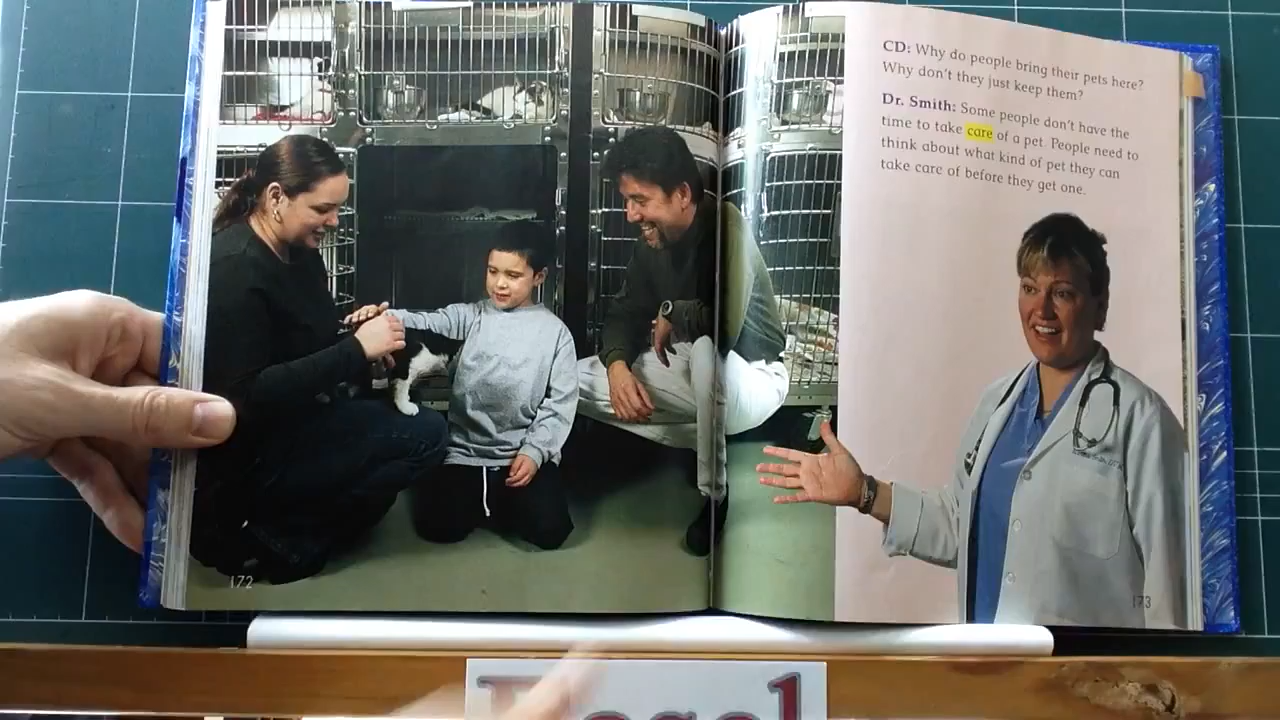 CD: Why do people bring their pets here?
Why don't they just keep them?
Dr. Smith: Some people don't have the
time to take care of a pet. People need to
think about what kind of pet they can
take care of before they get one.
172
173